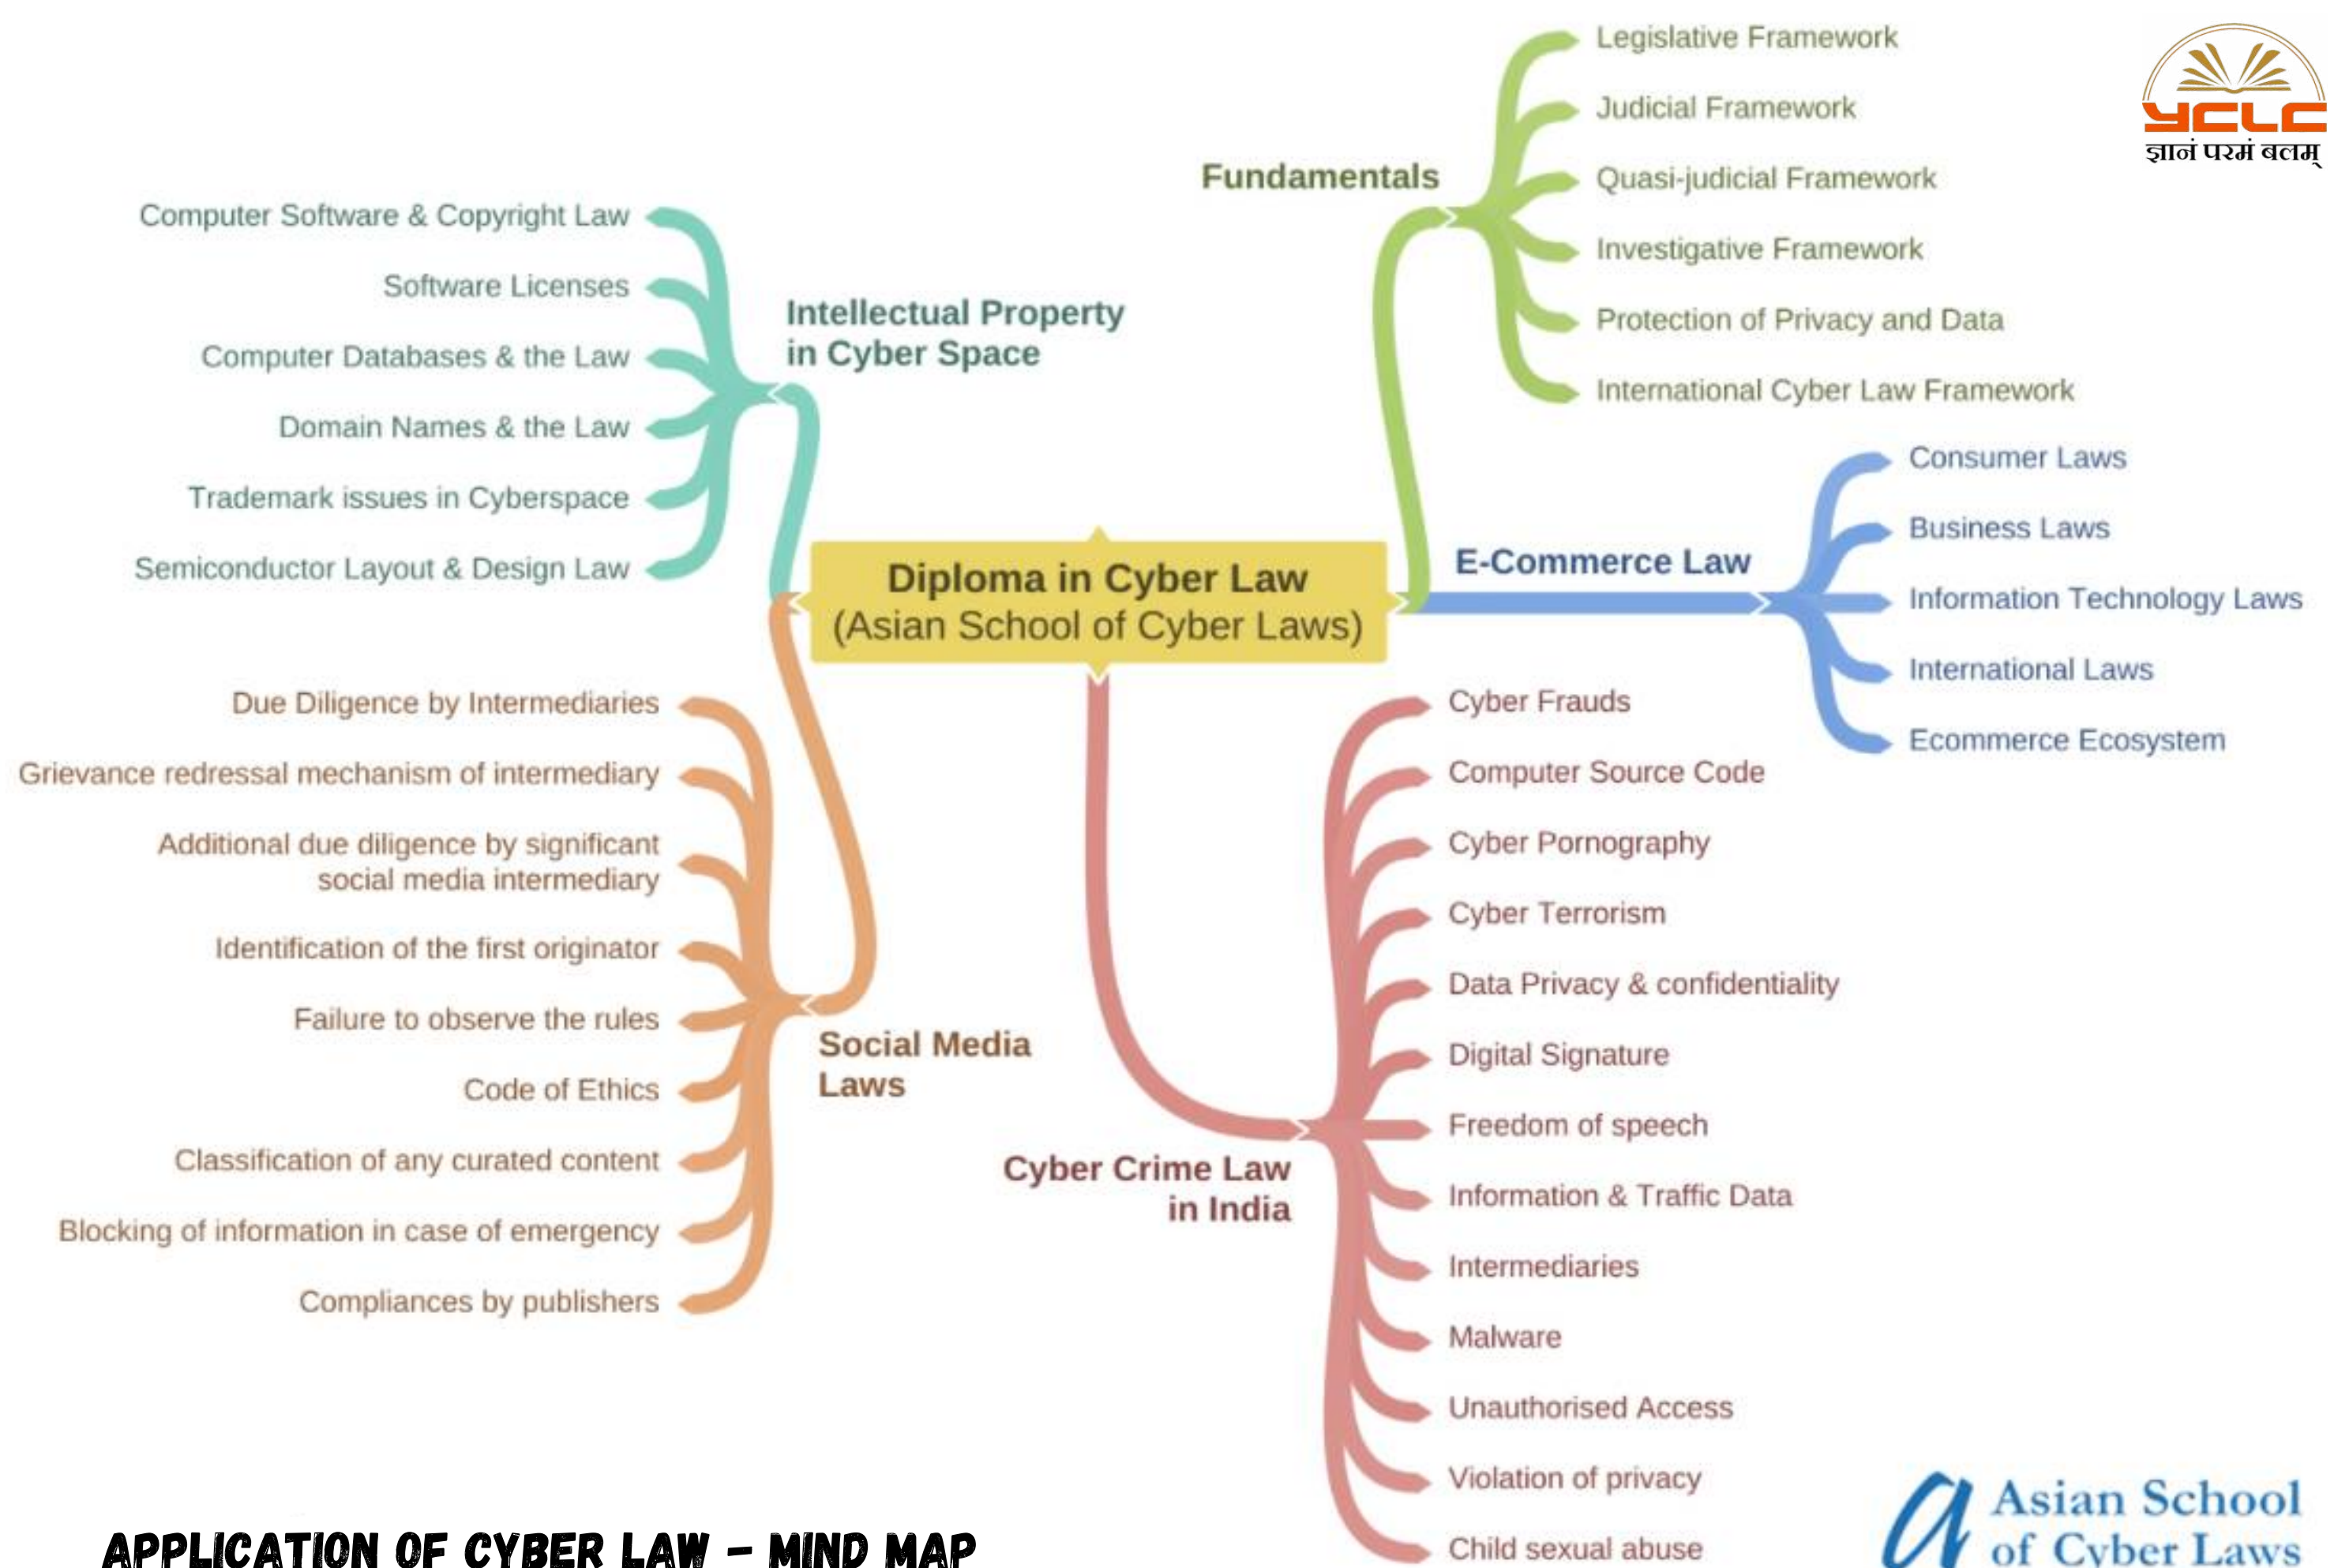 YCLC
ज्ञानं परमं बलम्
Diploma in Cyber Law
(Asian School of Cyber Laws)
Fundamentals
Legislative Framework
Judicial Framework
Quasi-judicial Framework
Investigative Framework
Protection of Privacy and Data
International Cyber Law Framework
E-Commerce Law
Consumer Laws
Business Laws
Information Technology Laws
International Laws
Ecommerce Ecosystem
Cyber Crime Law
in India
Cyber Frauds
Computer Source Code
Cyber Pornography
Cyber Terrorism
Data Privacy & confidentiality
Digital Signature
Freedom of speech
Information & Traffic Data
Intermediaries
Malware
Unauthorised Access
Violation of privacy
Child sexual abuse
Intellectual Property
in Cyber Space
Computer Software & Copyright Law
Software Licenses
Computer Databases & the Law
Domain Names & the Law
Trademark issues in Cyberspace
Semiconductor Layout & Design Law
Social Media
Laws
Due Diligence by Intermediaries
Grievance redressal mechanism of intermediary
Additional due diligence by significant
social media intermediary
Identification of the first originator
Failure to observe the rules
Code of Ethics
Classification of any curated content
Blocking of information in case of emergency
Compliances by publishers
APPLICATION OF CYBER LAW – MIND MAP
a Asian School
of Cyber Laws